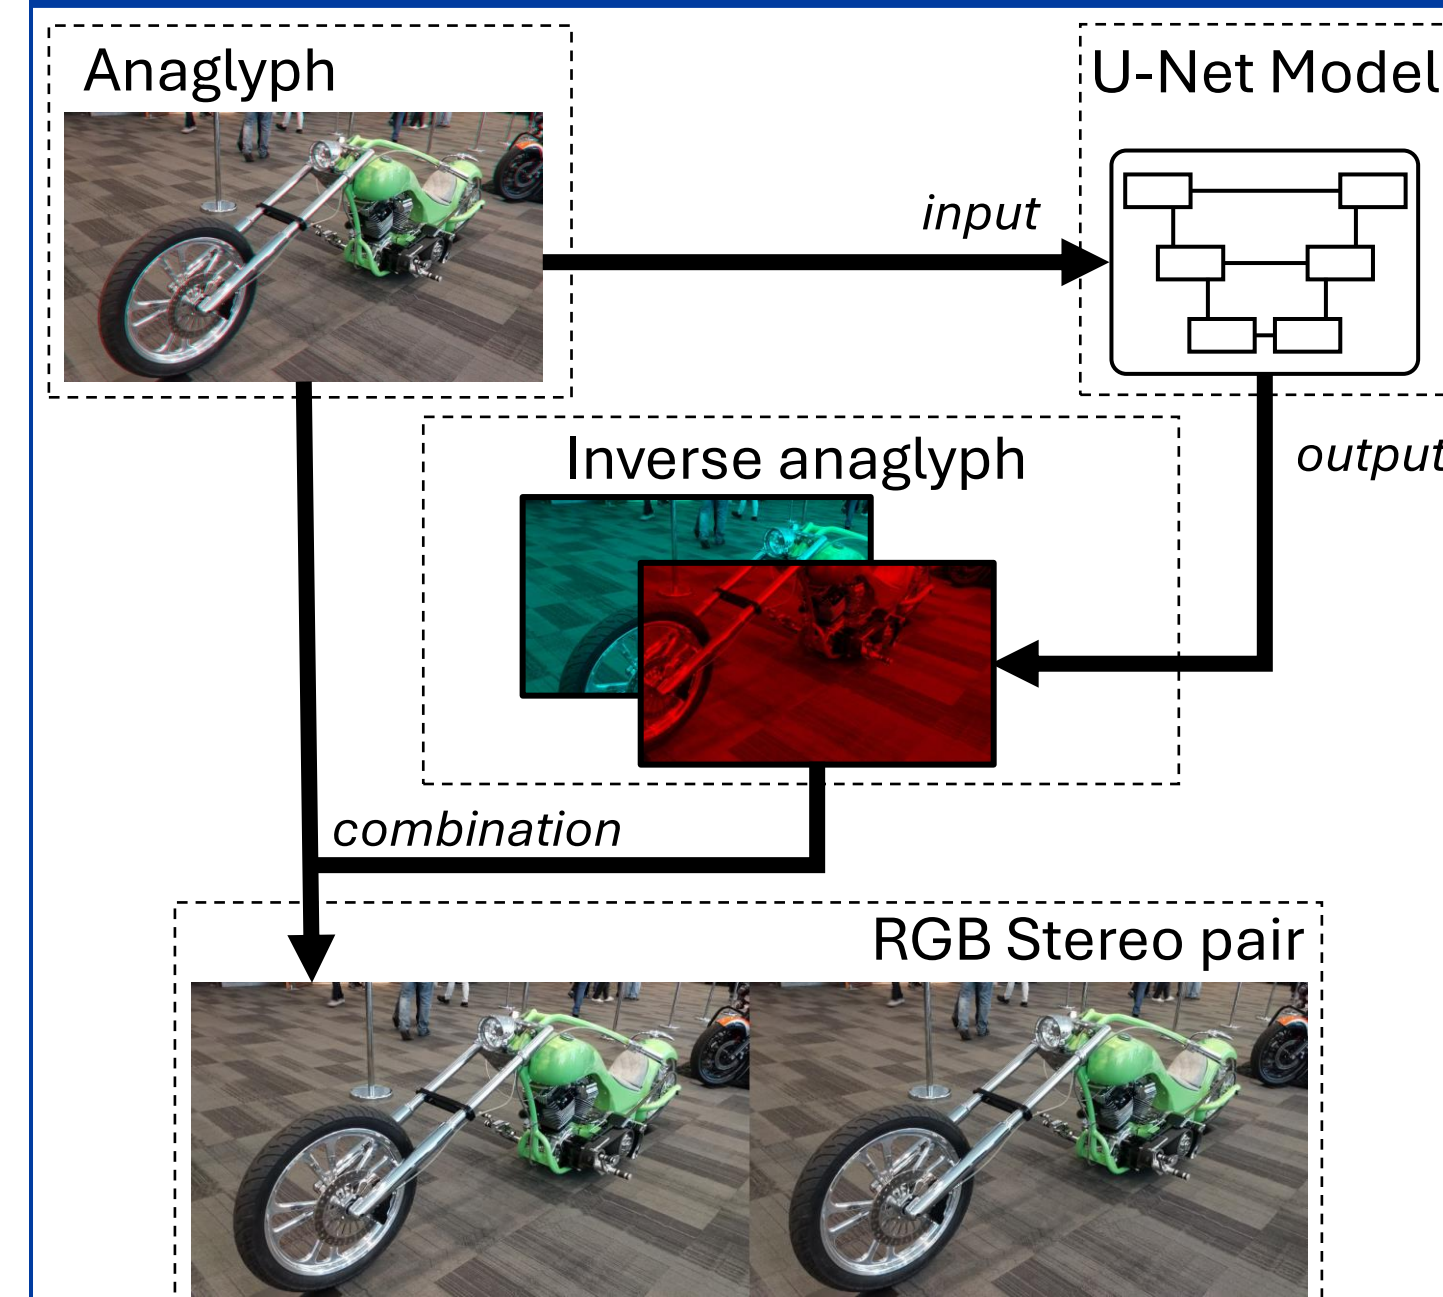 Anaglyph
U-Net Model
input
Inverse anaglyph
output
combination
RGB Stereo pair